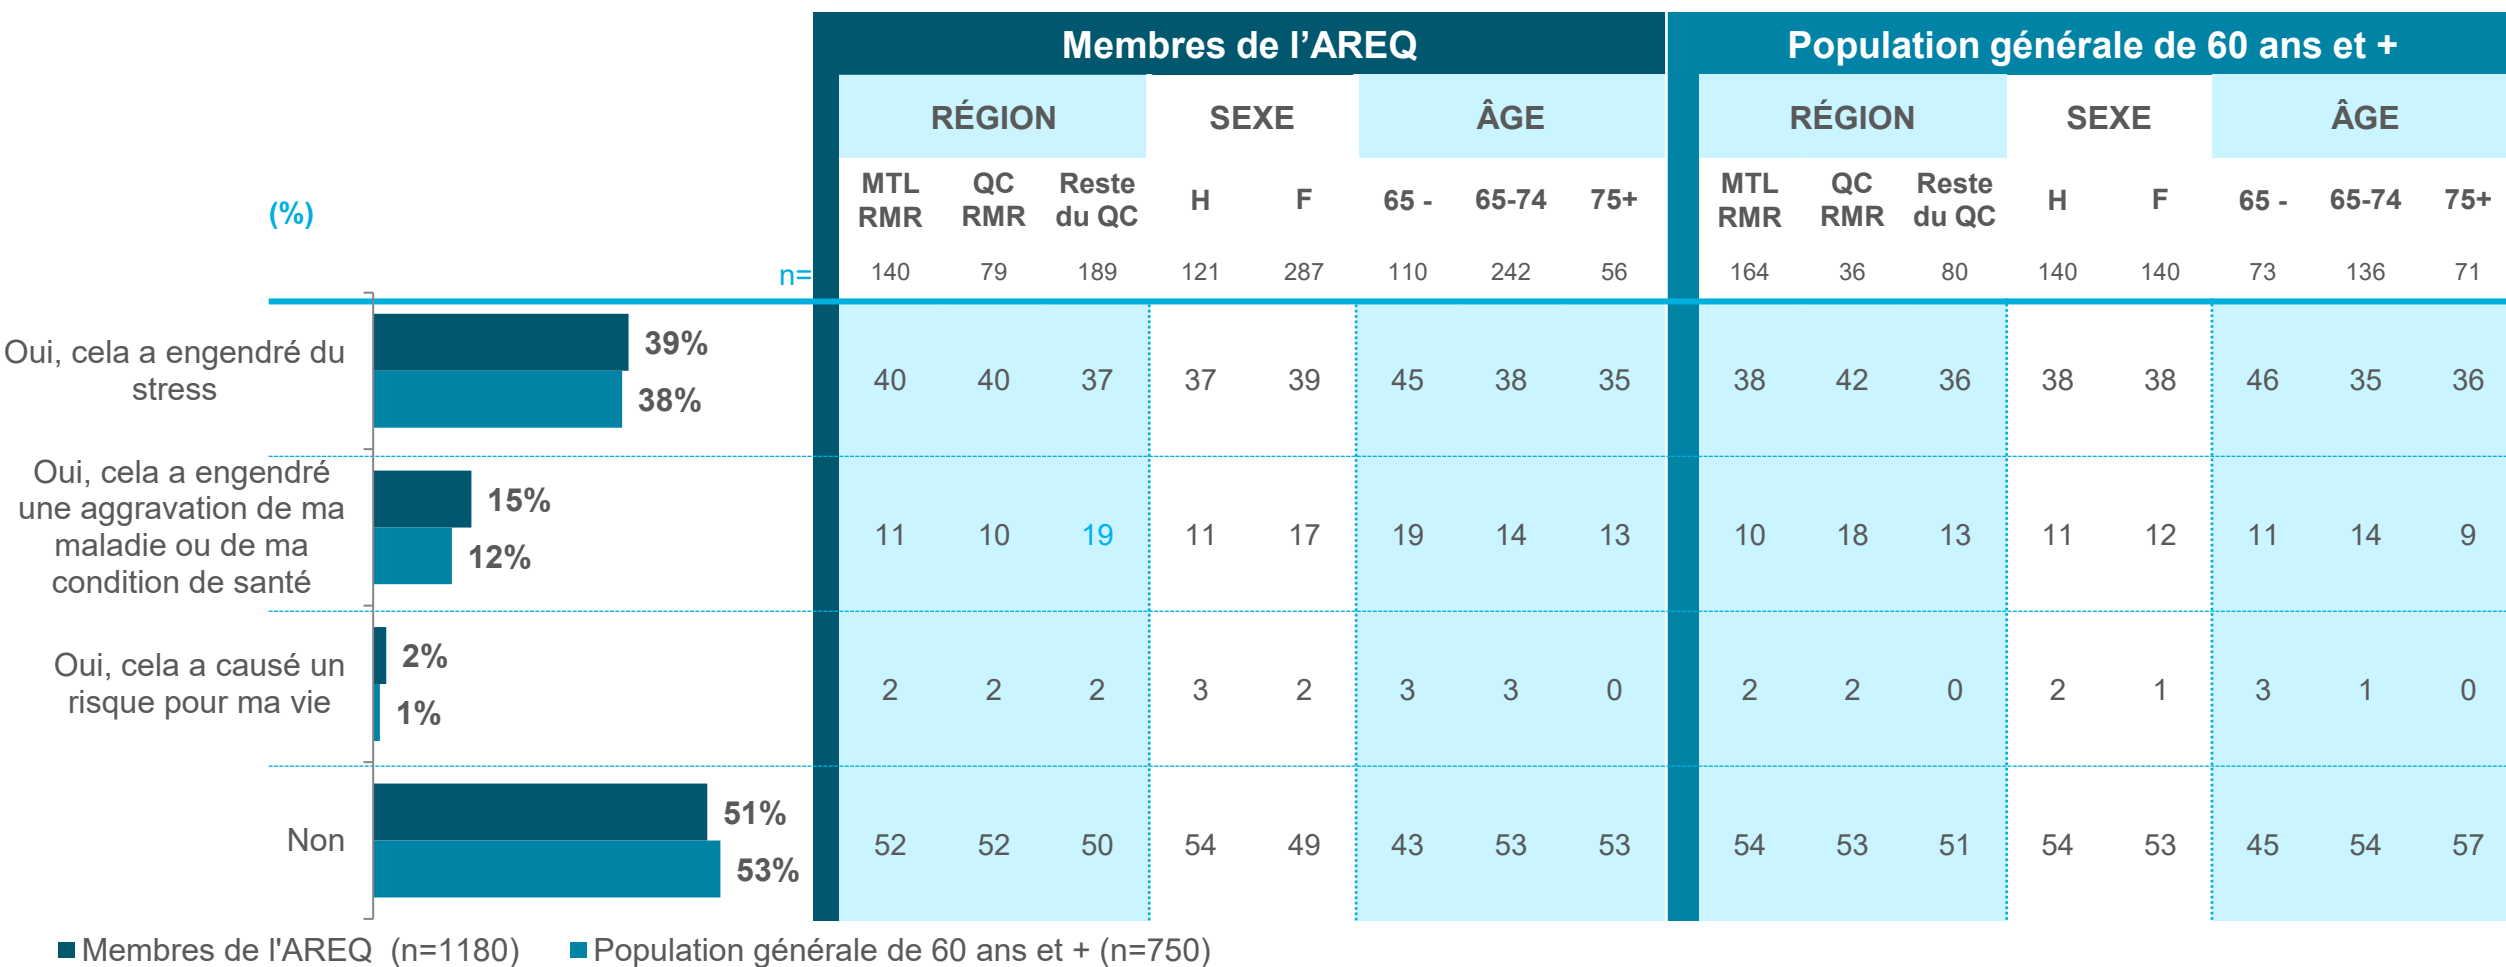 Membres de l’AREQ Population générale de 60 ans et +
RÉGION SEXE ÂGE RÉGION SEXE ÂGE
(%) MTL RMR QC RMR Reste du QC H F 65 - 65-74 75+ MTL RMR QC RMR Reste du QC H F 65 - 65-74 75+
n= 140 79 189 121 287 110 242 56 164 36 80 140 140 73 136 71
Oui, cela a engendré du
stress
39%
38%
40 40 37 37 39 45 38 35 38 42 36 38 38 46 35 36
Oui, cela a engendré
une aggravation de ma
maladie ou de ma
condition de santé
15%
12%
11 10 19 11 17 19 14 13 10 18 13 11 12 11 14 9
Oui, cela a causé un
risque pour ma vie
2%
1%
2 2 2 3 2 3 3 0 2 2 0 2 1 3 1 0
Non
51%
53%
52 52 50 54 49 43 53 53 54 53 51 54 53 45 54 57
Membres de l'AREQ (n=1180) Population générale de 60 ans et + (n=750)